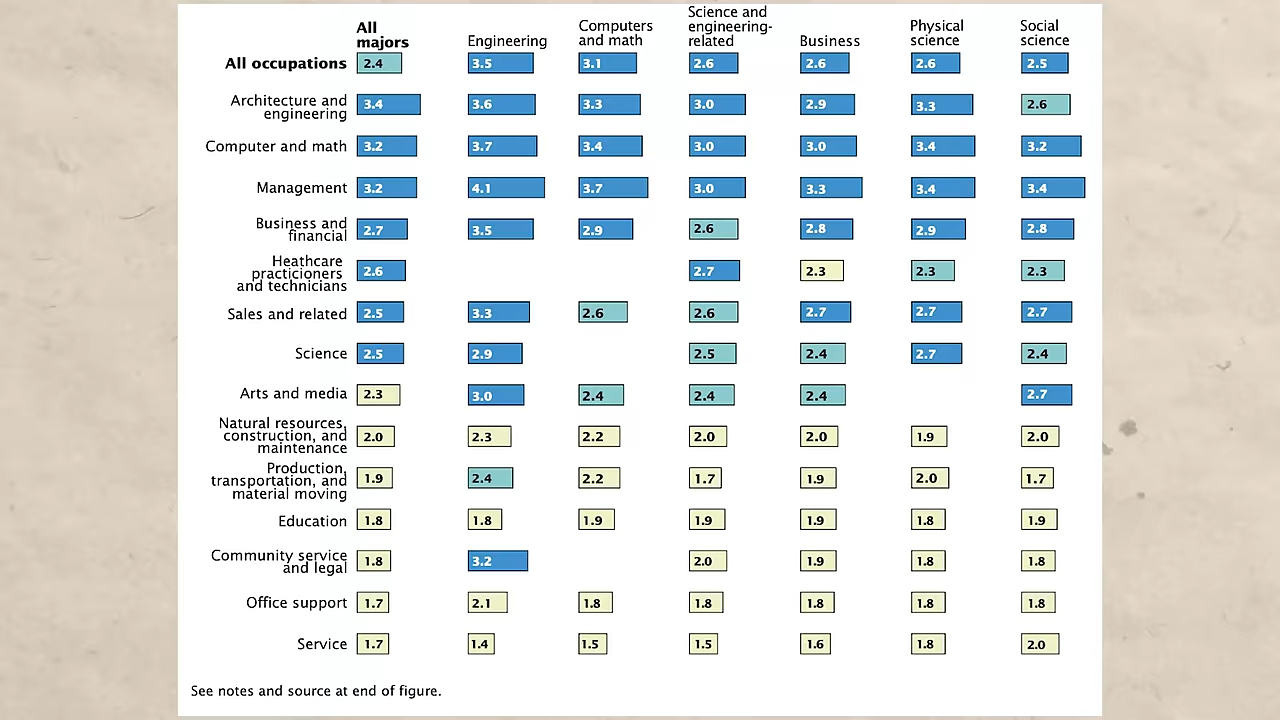 All majors
Engineering
Computers and math
Science and engineering-related
Business
Physical science
Social science
All occupations 2.4 3.5 3.1 2.6 2.6 2.6 2.5
Architecture and engineering 3.4 3.6 3.3 3.0 2.9 3.3 2.6
Computer and math 3.2 3.7 3.4 3.0 3.0 3.4 3.2
Management 3.2 4.1 3.7 3.0 3.3 3.4 3.4
Business and financial 2.7 3.5 2.9 2.6 2.8 2.9 2.8
Heathcare practicioners and technicians 2.6 2.7 2.3 2.3 2.3
Sales and related 2.5 3.3 2.6 2.6 2.7 2.7 2.7
Science 2.5 2.9 2.5 2.4 2.7 2.4
Arts and media 2.3 3.0 2.4 2.4 2.4 2.7
Natural resources, construction, and maintenance 2.0 2.3 2.2 2.0 2.0 1.9 2.0
Production, transportation, and material moving 1.9 2.4 2.2 1.7 1.9 2.0 1.7
Education 1.8 1.8 1.9 1.9 1.9 1.8 1.9
Community service and legal 1.8 3.2 2.0 1.9 1.8 1.8
Office support 1.7 2.1 1.8 1.8 1.8 1.8 1.8
Service 1.7 1.4 1.5 1.5 1.6 1.8 2.0
See notes and source at end of figure.